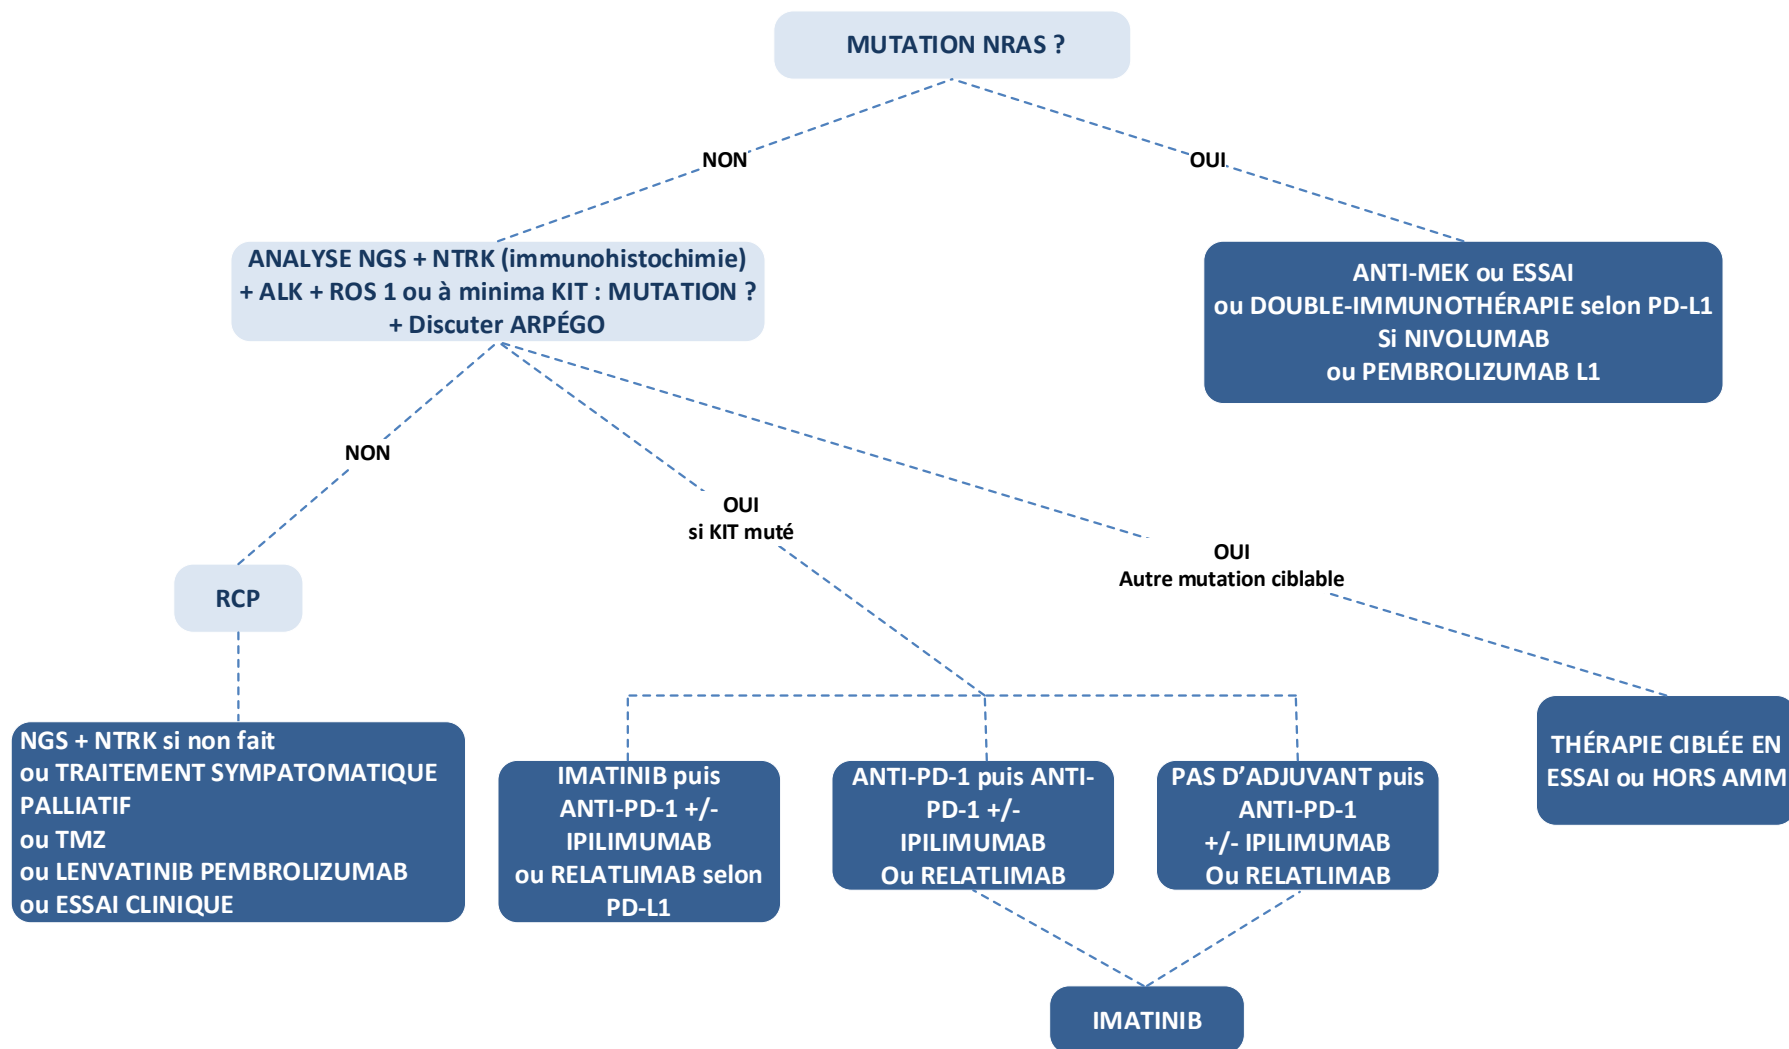 MUTATION NRAS ?
NON
OUI
ANALYSE NGS + NTRK (immunohistochimie)
+ ALK + ROS 1 ou à minima KIT : MUTATION ?
+ Discuter ARPÉGO
ANTI-MEK ou ESSAI
ou DOUBLE-IMMUNOTHÉRAPIE selon PD-L1
Si NIVOLUMAB
ou PEMBROLIZUMAB L1
NON
OUI
si KIT muté
OUI
Autre mutation ciblable
RCP
NGS + NTRK si non fait
ou TRAITEMENT SYMPATOMATIQUE
PALLIATIF
ou TMZ
ou LENVATINIB PEMBROLIZUMAB
ou ESSAI CLINIQUE
IMATINIB puis
ANTI-PD-1 +/-
IPILIMUMAB
ou RELATLIMAB selon
PD-L1
ANTI-PD-1 puis ANTI-
PD-1 +/-
IPILIMUMAB
Ou RELATLIMAB
PAS D’ADJUVANT puis
ANTI-PD-1
+/- IPILIMUMAB
Ou RELATLIMAB
THÉRAPIE CIBLÉE EN
ESSAI ou HORS AMM
IMATINIB